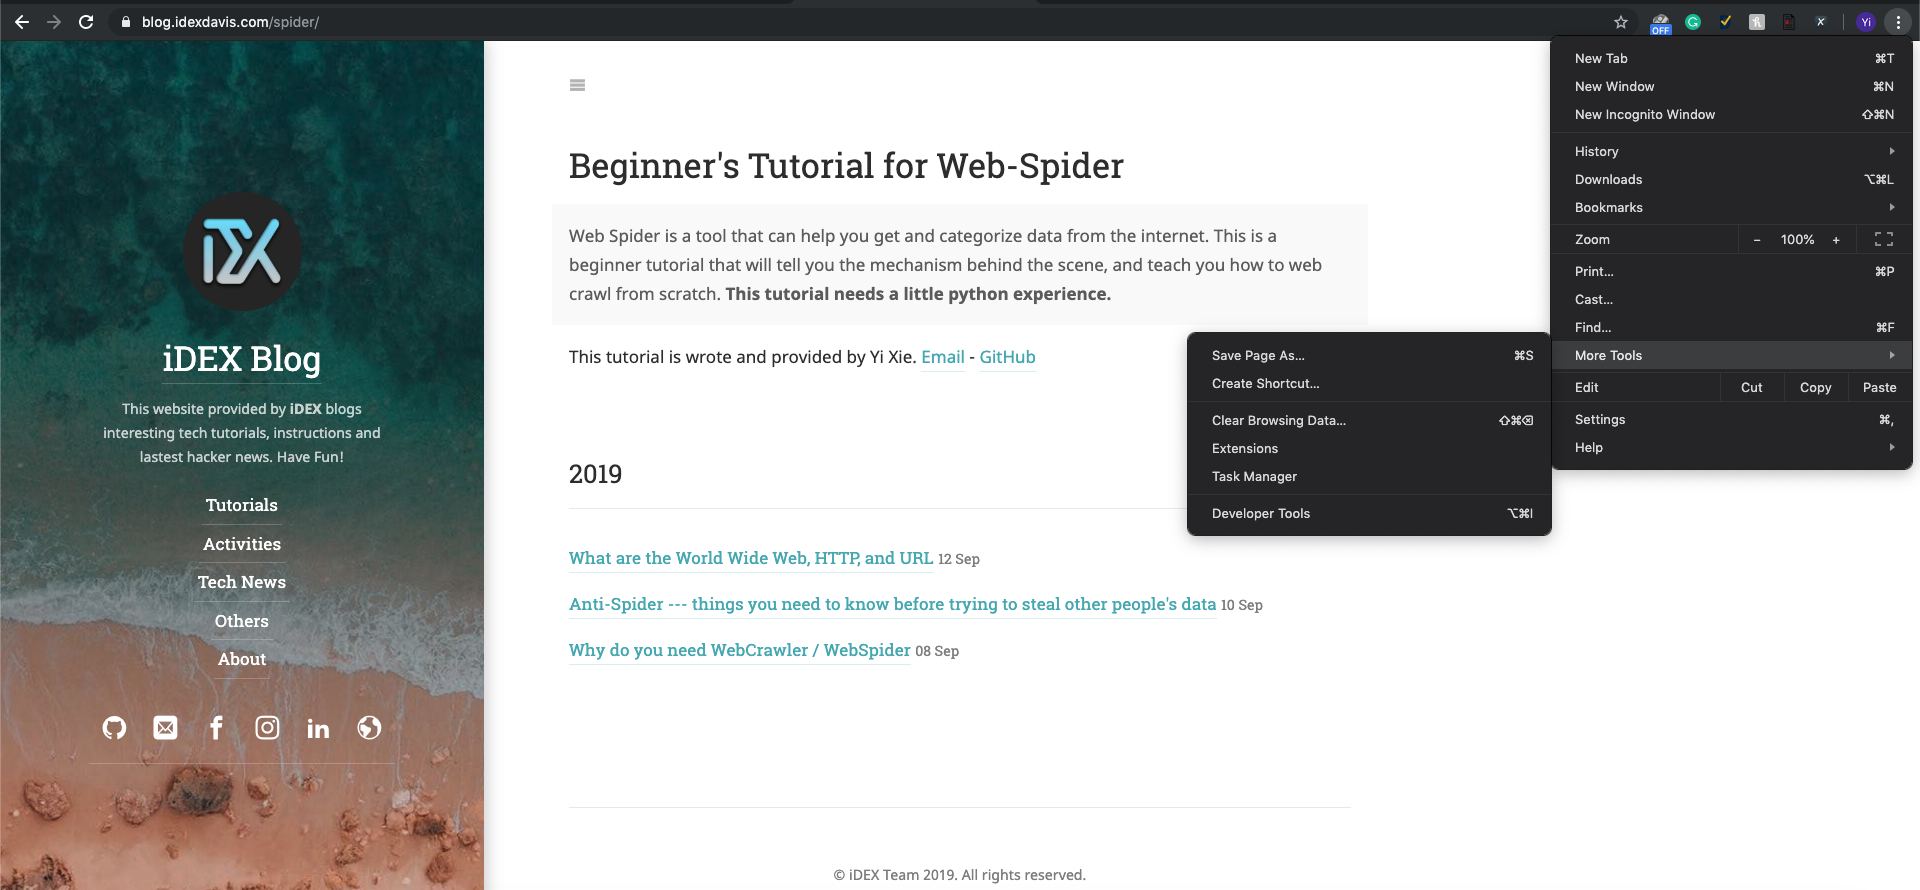 blog.idexdavis.com/spider/
OFF
Yi
New Tab ⌘T
New Window ⌘N
New Incognito Window ⇧⌘N
History
Downloads ⌥⌘L
Bookmarks
Zoom − 100% +
Print... ⌘P
Cast...
Find... ⌘F
More Tools
Edit Cut Copy Paste
Settings ⌘,
Help
Save Page As... ⌘S
Create Shortcut...
Clear Browsing Data... ⇧⌘⌫
Extensions
Task Manager
Developer Tools ⌥⌘I
iDEX Blog
This website provided by iDEX blogs
interesting tech tutorials, instructions and
lastest hacker news. Have Fun!
Tutorials
Activities
Tech News
Others
About
Beginner's Tutorial for Web-Spider
Web Spider is a tool that can help you get and categorize data from the internet. This is a
beginner tutorial that will tell you the mechanism behind the scene, and teach you how to web
crawl from scratch. This tutorial needs a little python experience.
This tutorial is wrote and provided by Yi Xie. Email - GitHub
2019
What are the World Wide Web, HTTP, and URL 12 Sep
Anti-Spider --- things you need to know before trying to steal other people's data 10 Sep
Why do you need WebCrawler / WebSpider 08 Sep
© iDEX Team 2019. All rights reserved.
iDEX